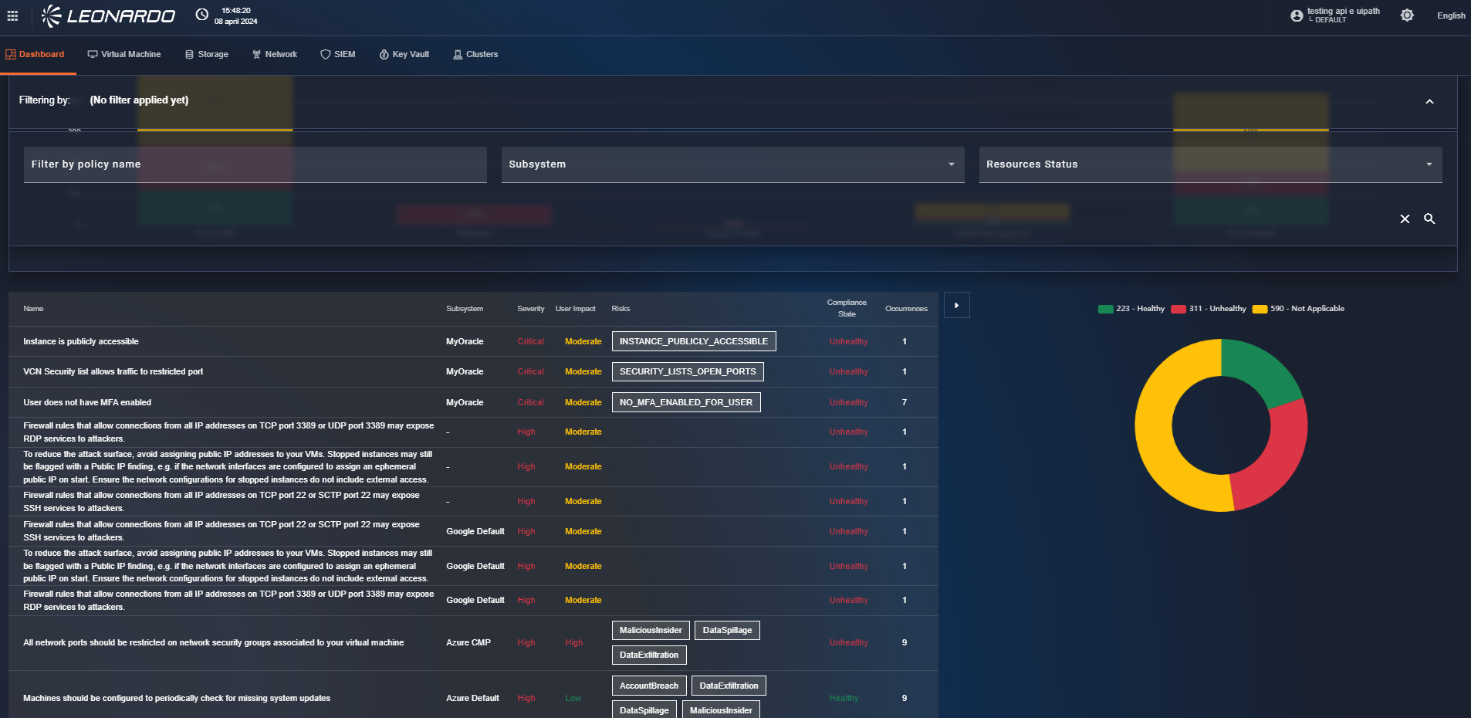 LEONARDO
15:48:20
08 april 2024
testing api e uipath
└ DEFAULT
English
Dashboard
Virtual Machine
Storage
Network
SIEM
Key Vault
Clusters
Filtering by: (No filter applied yet)
Filter by policy name
Subsystem
Resources Status
Name Subsystem Severity User Impact Risks Compliance State Occurrences
Instance is publicly accessible MyOracle Critical Moderate INSTANCE_PUBLICLY_ACCESSIBLE Unhealthy 1
VCN Security list allows traffic to restricted port MyOracle Critical Moderate SECURITY_LISTS_OPEN_PORTS Unhealthy 1
User does not have MFA enabled MyOracle Critical Moderate NO_MFA_ENABLED_FOR_USER Unhealthy 7
Firewall rules that allow connections from all IP addresses on TCP port 3389 or UDP port 3389 may expose
RDP services to attackers. - High Moderate Unhealthy 1
To reduce the attack surface, avoid assigning public IP addresses to your VMs. Stopped instances may still
be flagged with a Public IP finding, e.g. if the network interfaces are configured to assign an ephemeral
public IP on start. Ensure the network configurations for stopped instances do not include external access. - High Moderate Unhealthy 1
Firewall rules that allow connections from all IP addresses on TCP port 22 or SCTP port 22 may expose
SSH services to attackers. - High Moderate Unhealthy 1
Firewall rules that allow connections from all IP addresses on TCP port 22 or SCTP port 22 may expose
SSH services to attackers. Google Default High Moderate Unhealthy 1
To reduce the attack surface, avoid assigning public IP addresses to your VMs. Stopped instances may still
be flagged with a Public IP finding, e.g. if the network interfaces are configured to assign an ephemeral
public IP on start. Ensure the network configurations for stopped instances do not include external access. Google Default High Moderate Unhealthy 1
Firewall rules that allow connections from all IP addresses on TCP port 3389 or UDP port 3389 may expose
RDP services to attackers. Google Default High Moderate Unhealthy 1
All network ports should be restricted on network security groups associated to your virtual machine Azure CMP High High MaliciousInsider DataSpillage
DataExfiltration Unhealthy 9
Machines should be configured to periodically check for missing system updates Azure Default High Low AccountBreach DataExfiltration
DataSpillage MaliciousInsider Healthy 9
223 - Healthy 311 - Unhealthy 590 - Not Applicable